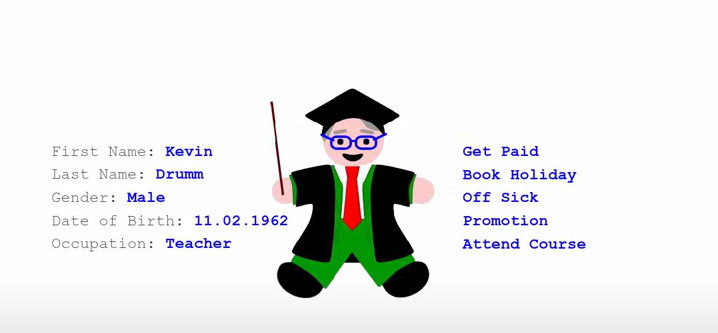 First Name: Kevin
Last Name: Drumm
Gender: Male
Date of Birth: 11.02.1962
Occupation: Teacher
Get Paid
Book Holiday
Off Sick
Promotion
Attend Course